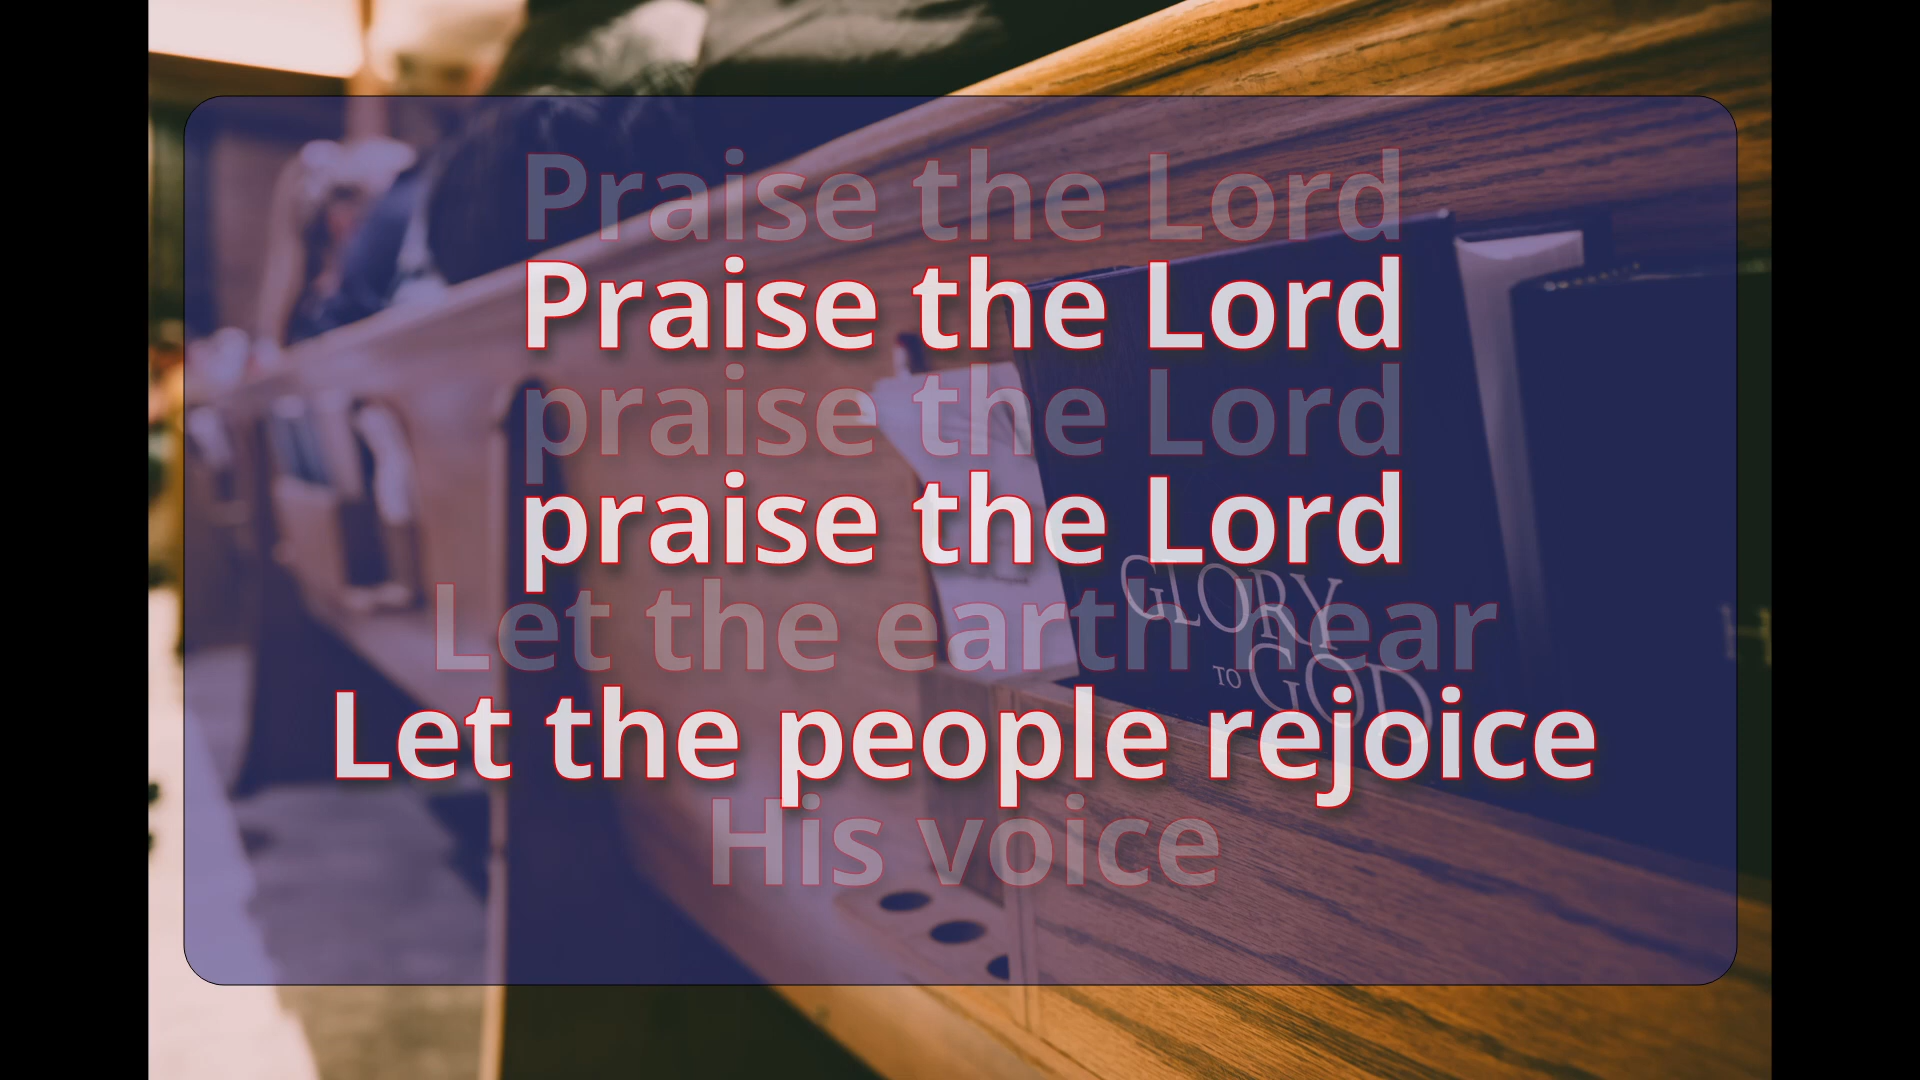 Praise the Lord
Praise the Lord
praise the Lord
praise the Lord
Let the earth hear
Let the people rejoice
His voice
GLORY
TO GOD